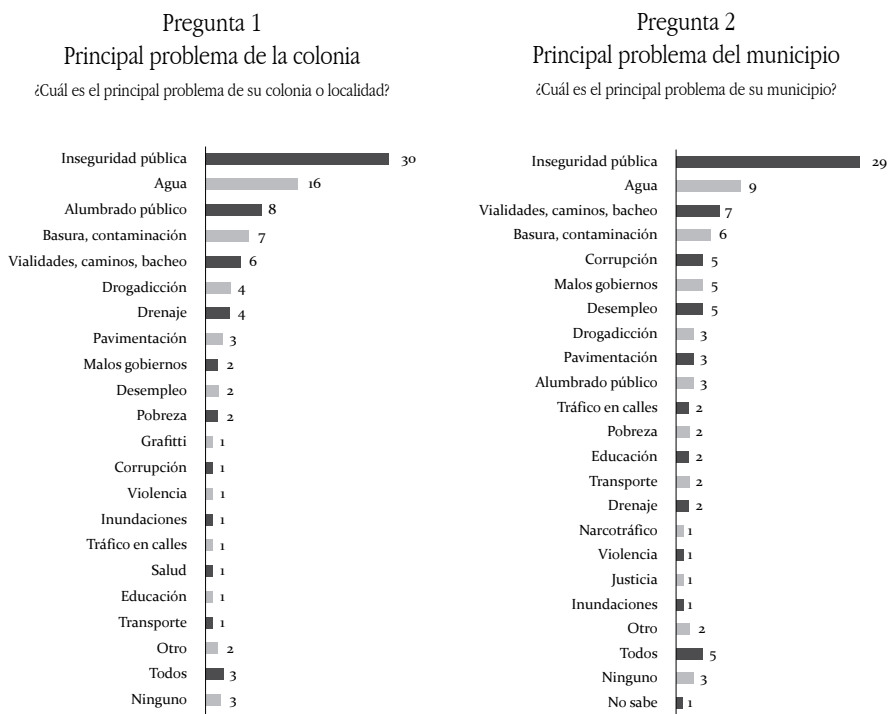 Pregunta 1
Principal problema de la colonia
¿Cuál es el principal problema de su colonia o localidad?
Inseguridad pública 30
Agua 16
Alumbrado público 8
Basura, contaminación 7
Vialidades, caminos, bacheo 6
Drogadicción 4
Drenaje 4
Pavimentación 3
Malos gobiernos 2
Desempleo 2
Pobreza 2
Grafitti 1
Corrupción 1
Violencia 1
Inundaciones 1
Tráfico en calles 1
Salud 1
Educación 1
Transporte 1
Otro 2
Todos 3
Ninguno 3
Pregunta 2
Principal problema del municipio
¿Cuál es el principal problema de su municipio?
Inseguridad pública 29
Agua 9
Vialidades, caminos, bacheo 7
Basura, contaminación 6
Corrupción 5
Malos gobiernos 5
Desempleo 5
Drogadicción 3
Pavimentación 3
Alumbrado público 3
Tráfico en calles 2
Pobreza 2
Educación 2
Transporte 2
Drenaje 2
Narcotráfico 1
Violencia 1
Justicia 1
Inundaciones 1
Otro 2
Todos 5
Ninguno 3
No sabe 1